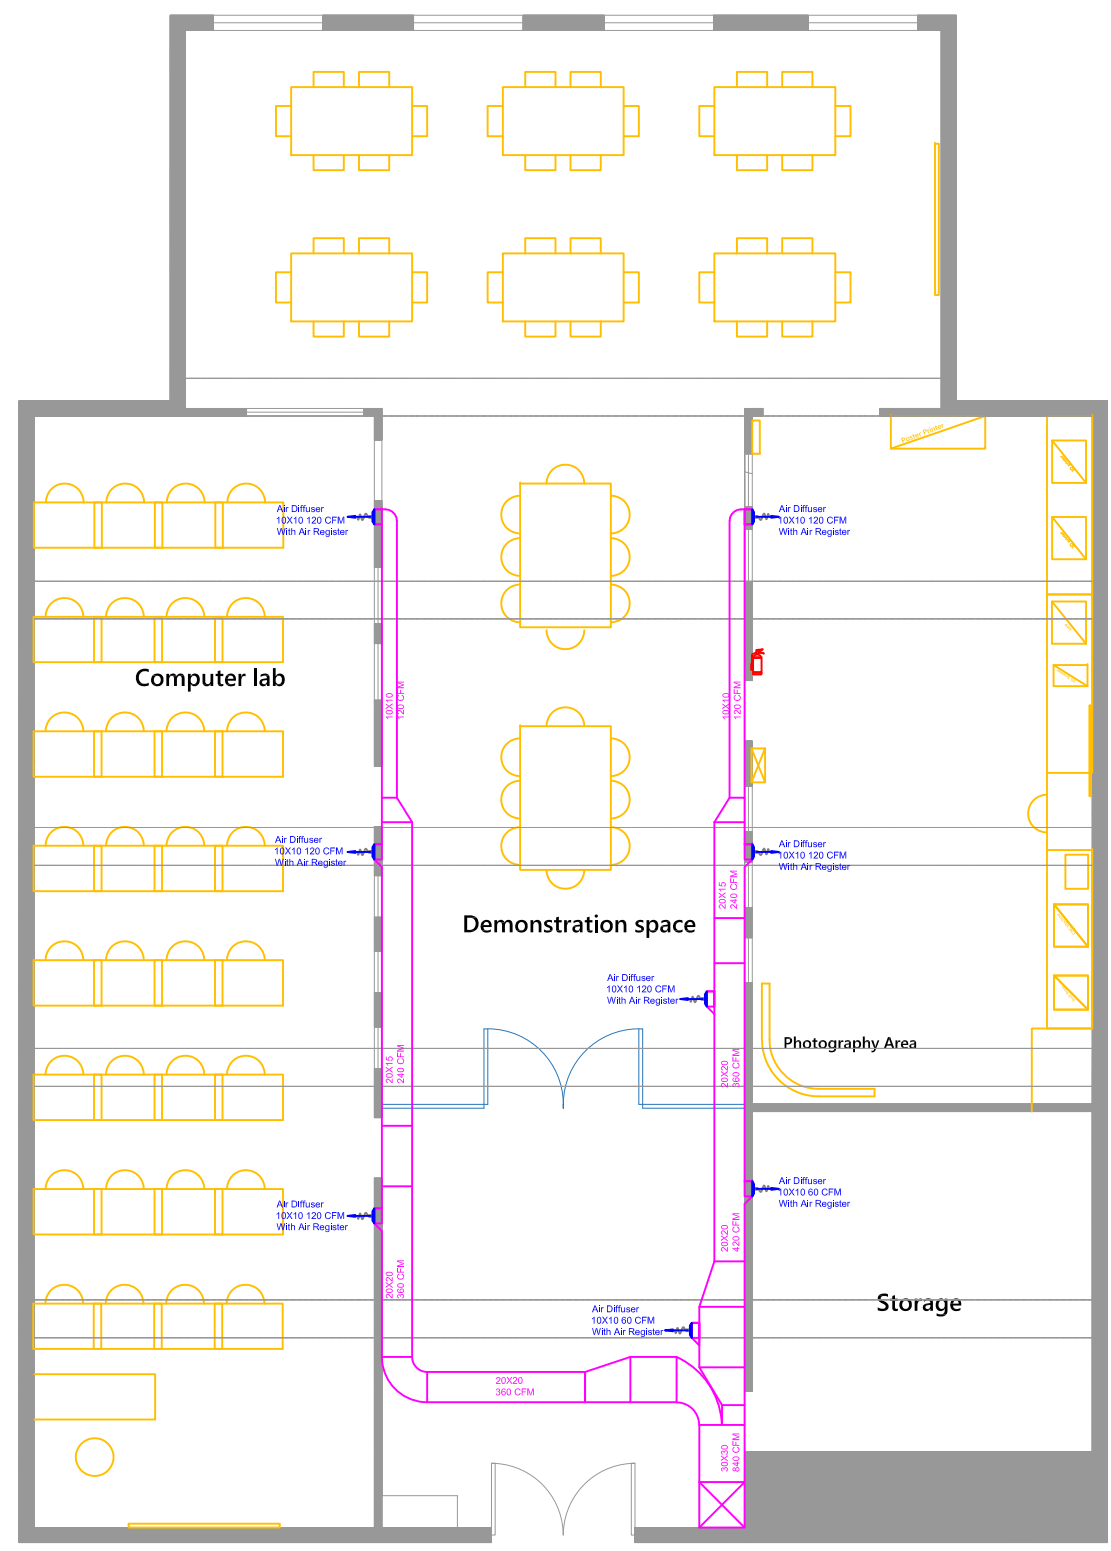 Poster Printer
Air Diffuser
10X10 120 CFM
With Air Register
Air Diffuser
10X10 120 CFM
With Air Register
Computer lab
10X10
120 CFM
10X10
120 CFM
Air Diffuser
10X10 120 CFM
With Air Register
Air Diffuser
10X10 120 CFM
With Air Register
20X15
240 CFM
Demonstration space
Air Diffuser
10X10 120 CFM
With Air Register
Photography Area
20X15
240 CFM
20X20
360 CFM
Air Diffuser
10X10 120 CFM
With Air Register
Air Diffuser
10X10 60 CFM
With Air Register
20X20
420 CFM
20X20
360 CFM
Storage
Air Diffuser
10X10 60 CFM
With Air Register
20X20
360 CFM
30X30
840 CFM